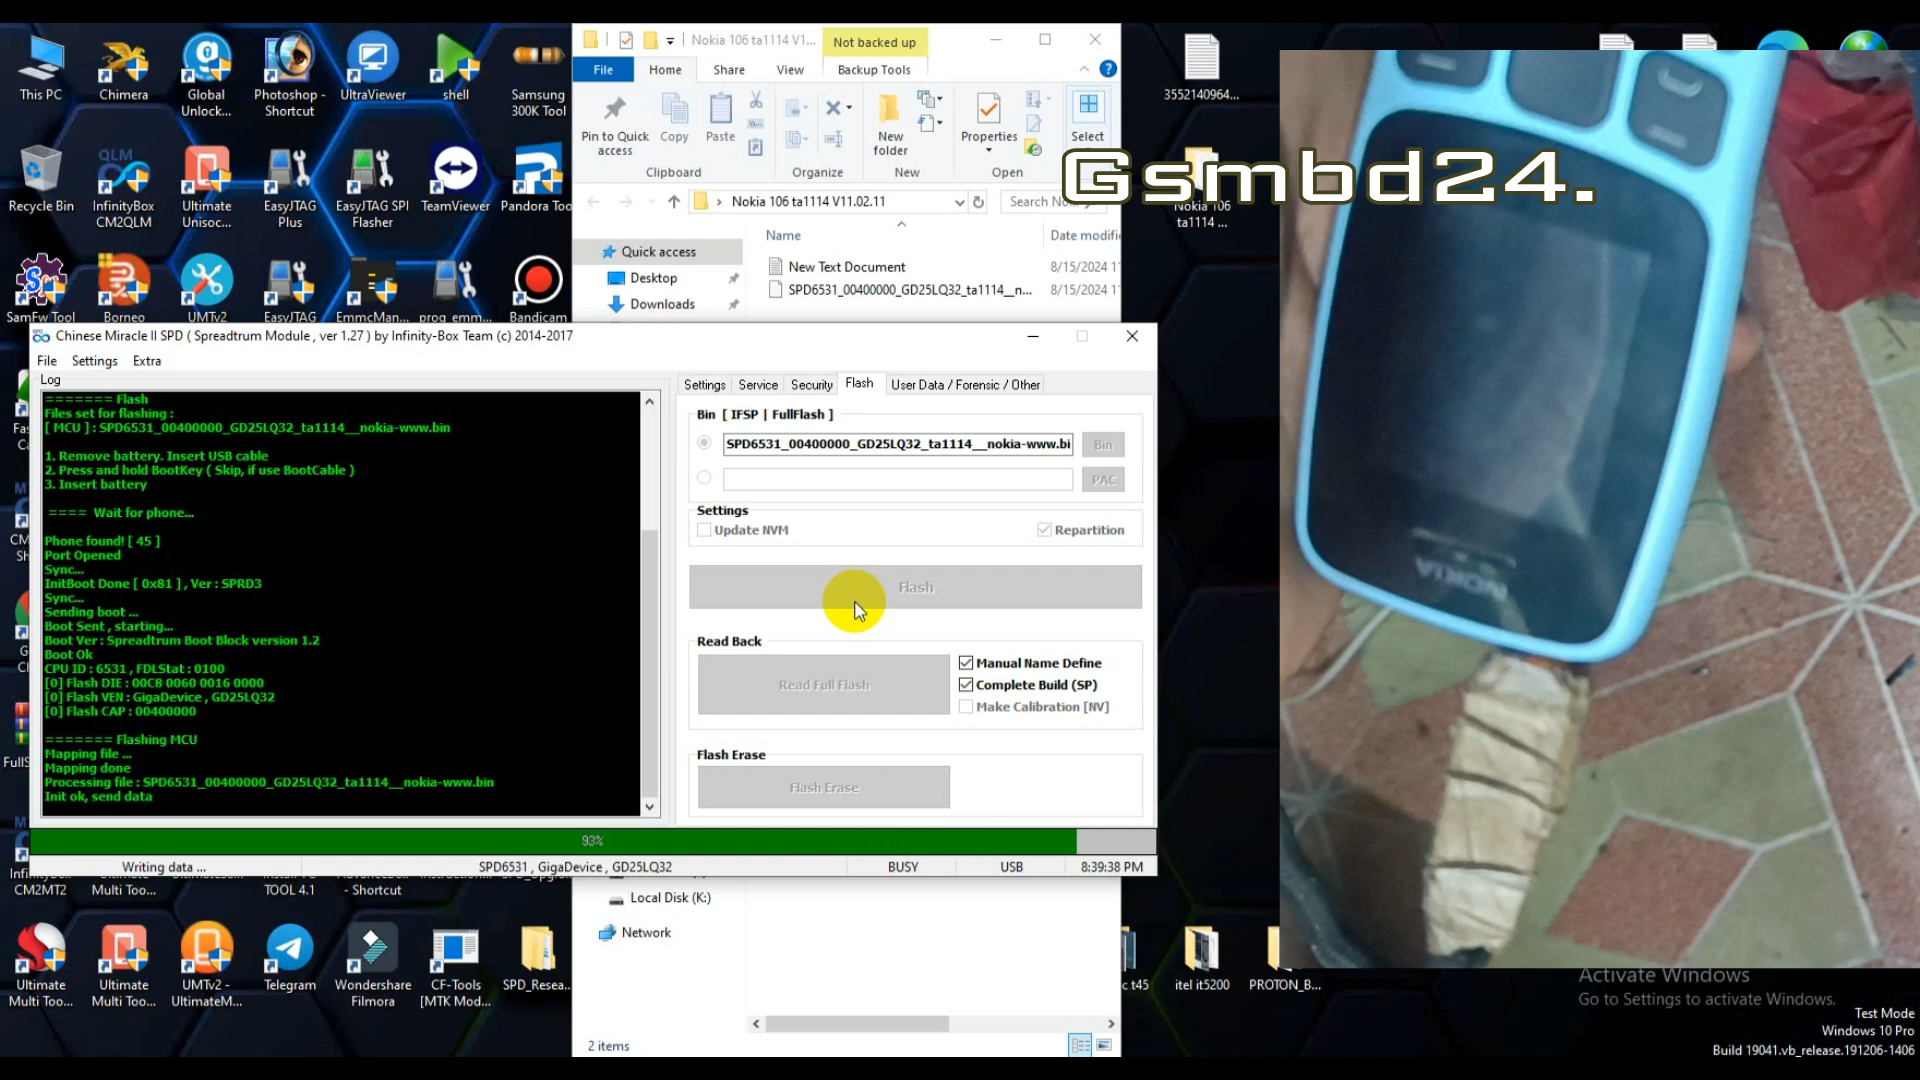 This PC
Chimera
Global
Unlock...
Photoshop -
Shortcut
UltraViewer
shell
Samsung
300K Tool
Recycle Bin
InfinityBox
CM2QLM
Ultimate
Unisoc...
EasyJTAG
Plus
EasyJTAG SPI
Flasher
TeamViewer
Pandora Too
SamFw Tool
Borneo
UMTv2
EasyJTAG
EmmcMan...
prog_emm...
Bandicam
Nokia 106 ta1114 V1...
Not backed up
File
Home
Share
View
Backup Tools
Pin to Quick
access
Copy
Paste
New
folder
Properties
Select
Clipboard
Organize
New
Open
Nokia 106 ta1114 V11.02.11
Search No
Name
Date modifi
Quick access
Desktop
Downloads
New Text Document
8/15/2024 1
SPD6531_00400000_GD25LQ32_ta1114__n...
8/15/2024 1
3552140964...
Nokia 106
ta1114 ...
Gsmbd24.
NOKIA
Chinese Miracle II SPD ( Spreadtrum Module , ver 1.27 ) by Infinity-Box Team (c) 2014-2017
File
Settings
Extra
Log
======= Flash
Files set for flashing :
[ MCU ] : SPD6531_00400000_GD25LQ32_ta1114__nokia-www.bin
1. Remove battery. Insert USB cable
2. Press and hold BootKey ( Skip, if use BootCable )
3. Insert battery
==== Wait for phone...
Phone found! [ 45 ]
Port Opened
Sync...
InitBoot Done [ 0x81 ] , Ver : SPRD3
Sync...
Sending boot ...
Boot Sent , starting...
Boot Ver : Spreadtrum Boot Block version 1.2
Boot Ok
CPU ID : 6531 , FDLStat : 0100
[0] Flash DIE : 00C8 0060 0016 0000
[0] Flash VEN : GigaDevice , GD25LQ32
[0] Flash CAP : 00400000
======= Flashing MCU
Mapping file ...
Mapping done
Processing file : SPD6531_00400000_GD25LQ32_ta1114__nokia-www.bin
Init ok, send data
Settings
Service
Security
Flash
User Data / Forensic / Other
Bin [ IFSP | FullFlash ]
SPD6531_00400000_GD25LQ32_ta1114__nokia-www.bi
Bin
PAC
Settings
Update NVM
Repartition
Flash
Read Back
Read Full Flash
Manual Name Define
Complete Build (SP)
Make Calibration [NV]
Flash Erase
Flash Erase
93%
Writing data ...
SPD6531 , GigaDevice , GD25LQ32
BUSY
USB
8:39:38 PM
CM2MT2
Multi Too...
TOOL 4.1
- Shortcut
Local Disk (K:)
Network
2 items
Ultimate
Multi Too...
Ultimate
Multi Too...
UMTv2 -
UltimateM...
Telegram
Wondershare
Filmora
CF-Tools
[MTK Mod...
SPD_Resea...
c t45
itel it5200
PROTON_B...
Activate Windows
Go to Settings to activate Windows.
Test Mode
Windows 10 Pro
Build 19041.vb_release.191206-1406